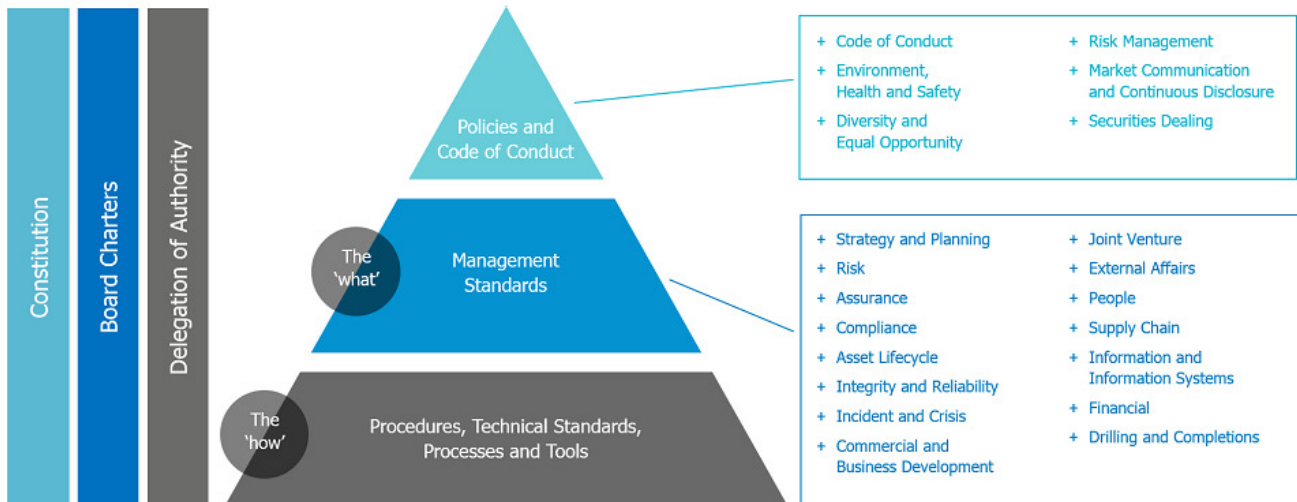 Constitution
Board Charters
Delegation of Authority
Policies and
Code of Conduct
The
‘what’
Management
Standards
The
‘how’
Procedures, Technical Standards,
Processes and Tools
+ Code of Conduct
+ Environment,
Health and Safety
+ Diversity and
Equal Opportunity
+ Risk Management
+ Market Communication
and Continuous Disclosure
+ Securities Dealing
+ Strategy and Planning
+ Risk
+ Assurance
+ Compliance
+ Asset Lifecycle
+ Integrity and Reliability
+ Incident and Crisis
+ Commercial and
Business Development
+ Joint Venture
+ External Affairs
+ People
+ Supply Chain
+ Information and
Information Systems
+ Financial
+ Drilling and Completions